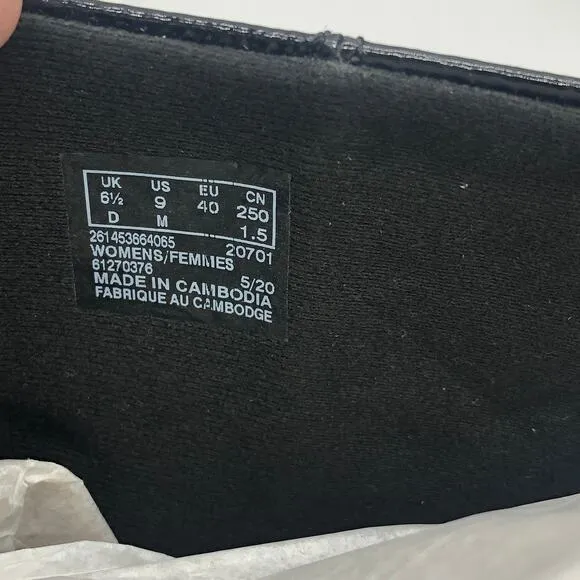 UK US EU CN
6½ 9 40 250
D M 1.5
261453664065 20701
WOMENS/FEMMES
61270376 5/20
MADE IN CAMBODIA
FABRIQUE AU CAMBODGE